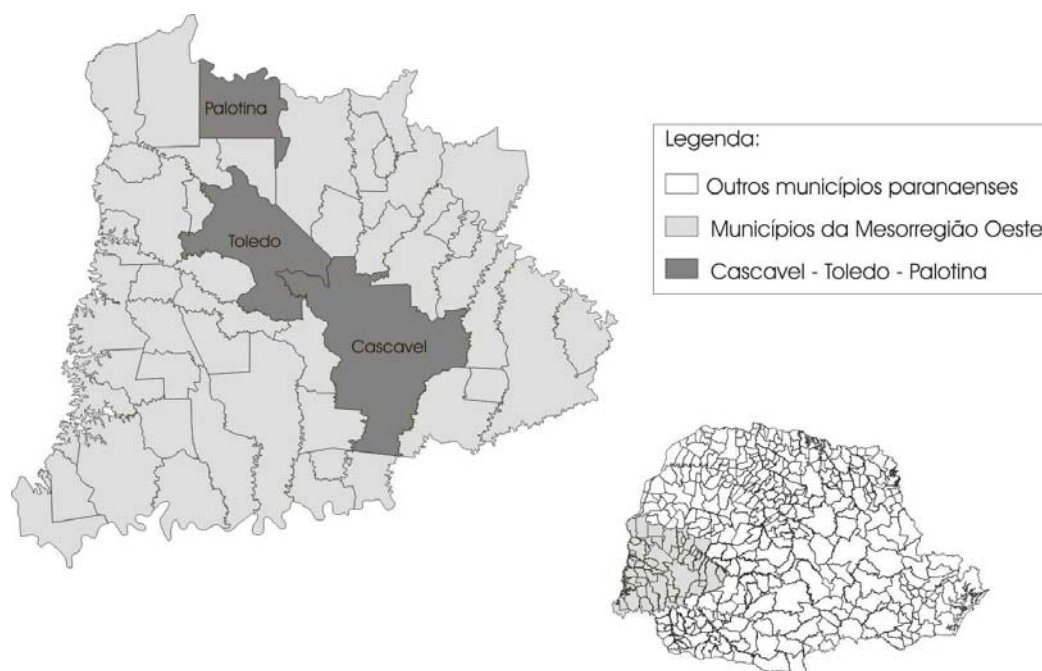 Palotina
Toledo
Cascavel
Legenda:
Outros municípios paranaenses
Municípios da Mesorregião Oeste
Cascavel - Toledo - Palotina